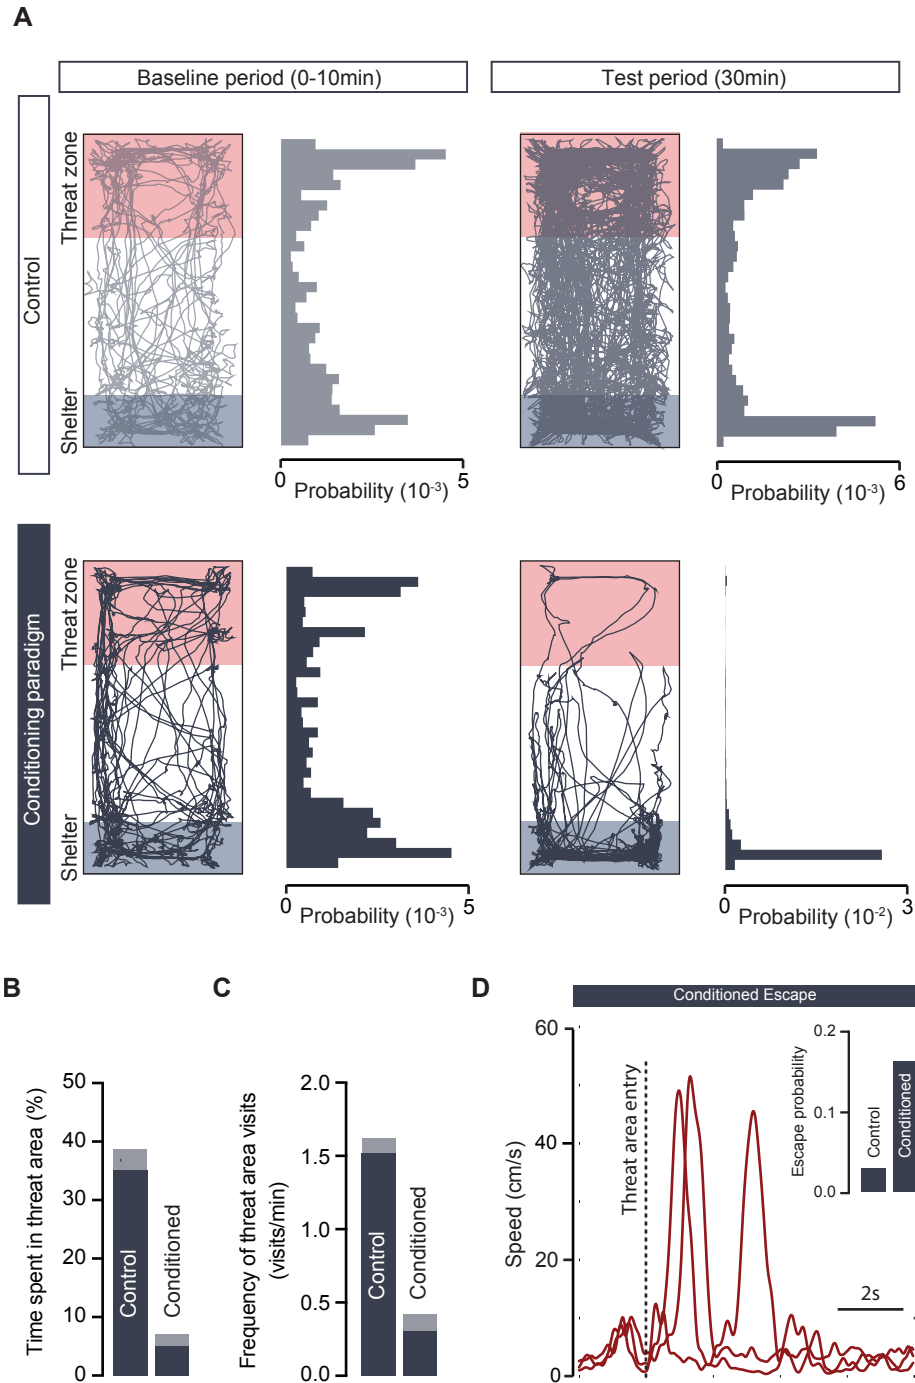 A
Baseline period (0-10min)
Test period (30min)
Control
Threat zone
Shelter
0
5
Probability (10-3)
0
6
Probability (10-3)
Conditioning paradigm
Threat zone
Shelter
0
5
Probability (10-3)
0
3
Probability (10-2)
B
Time spent in threat area (%)
50
40
30
20
10
0
Control
Conditioned
C
Frequency of threat area visits
(visits/min)
2.0
1.5
1.0
0.5
0.0
Control
Conditioned
D
Conditioned Escape
Speed (cm/s)
60
40
20
0
Threat area entry
Escape probability
0.2
0.1
0.0
Control
Conditioned
2s